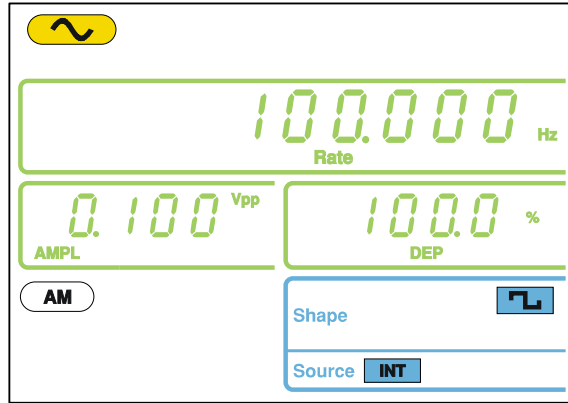 100.000 Hz
Rate
0.100 Vpp
AMPL
100.0 %
DEP
AM
Shape
Source INT